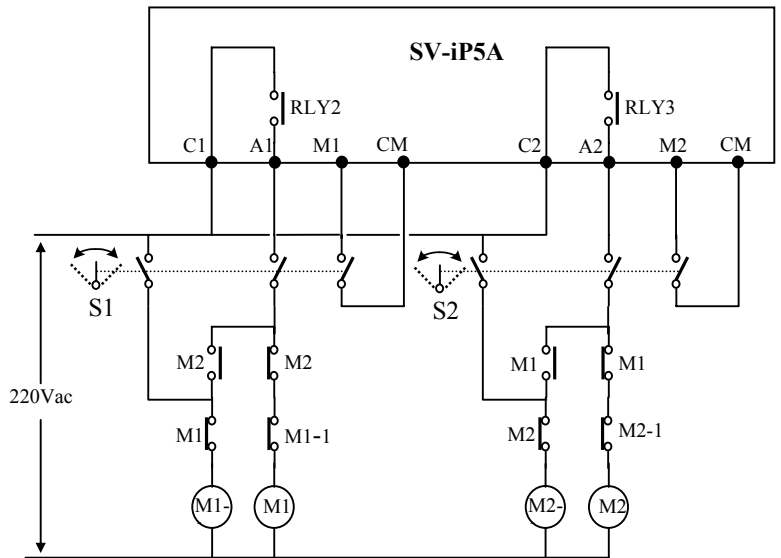 SV-iP5A
RLY2
RLY3
C1
A1
M1
CM
C2
A2
M2
CM
S1
S2
M2
M2
M1
M1
220Vac
M1
M1-1
M2
M2-1
M1-
M1
M2-
M2